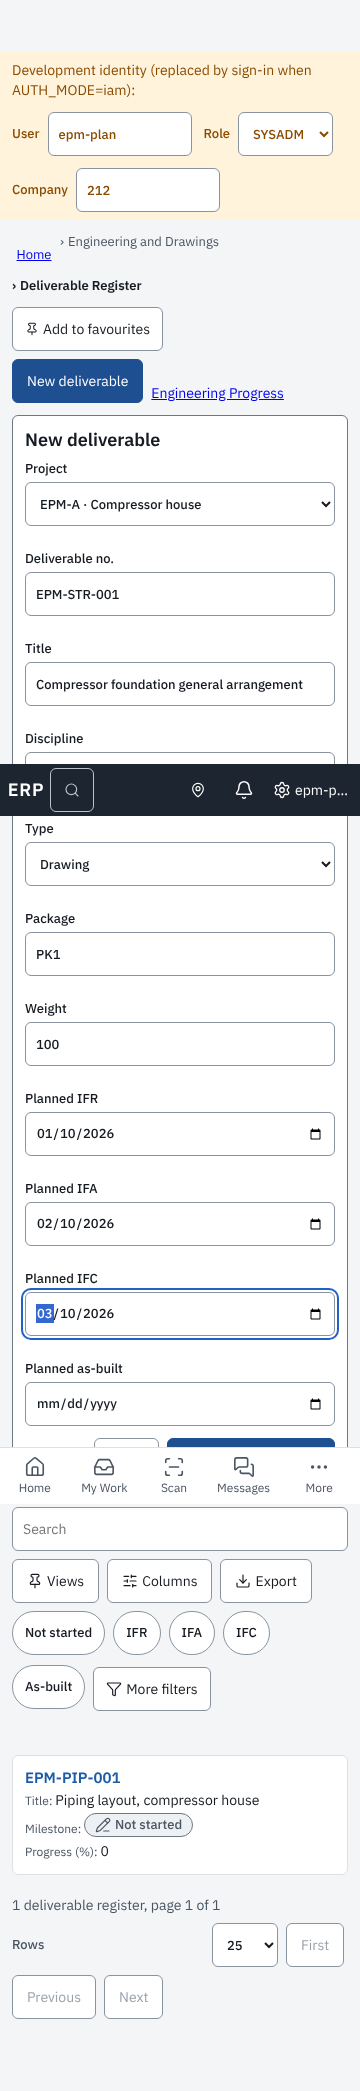 Development identity (replaced by sign-in when
AUTH_MODE=iam):
User epm-plan Role SYSADM
Company 212
Home › Engineering and Drawings
› Deliverable Register
Add to favourites
New deliverable Engineering Progress
New deliverable
Project
EPM-A · Compressor house
Deliverable no.
EPM-STR-001
Title
Compressor foundation general arrangement
Discipline
ERP epm-p...
Type
Drawing
Package
PK1
Weight
100
Planned IFR
01/10/2026
Planned IFA
02/10/2026
Planned IFC
03/10/2026
Planned as-built
mm/dd/yyyy
Home My Work Scan Messages More
Search
Views Columns Export
Not started IFR IFA IFC
As-built More filters
EPM-PIP-001
Title: Piping layout, compressor house
Milestone: Not started
Progress (%): 0
1 deliverable register, page 1 of 1
Rows 25 First
Previous Next